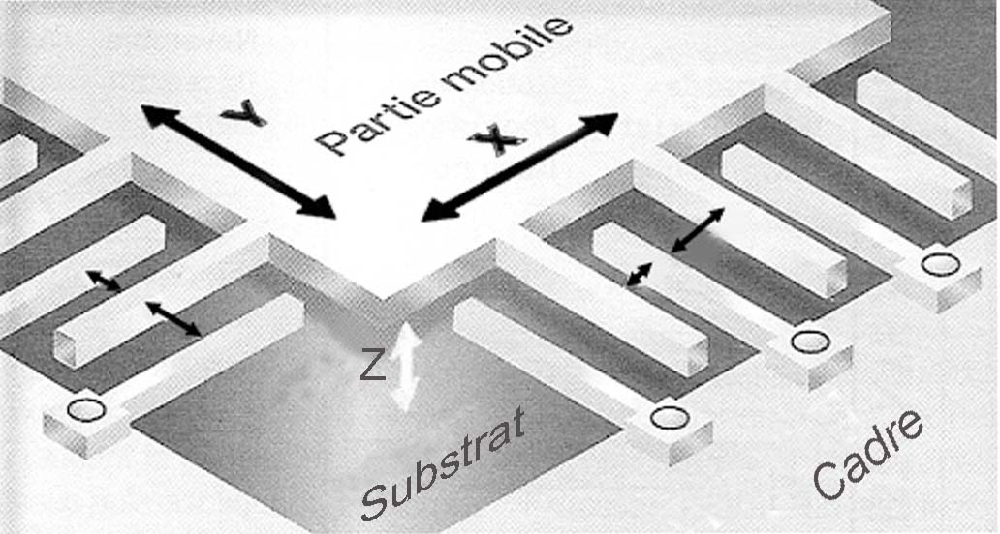 Partie mobile
Y
X
Z
Substrat
Cadre